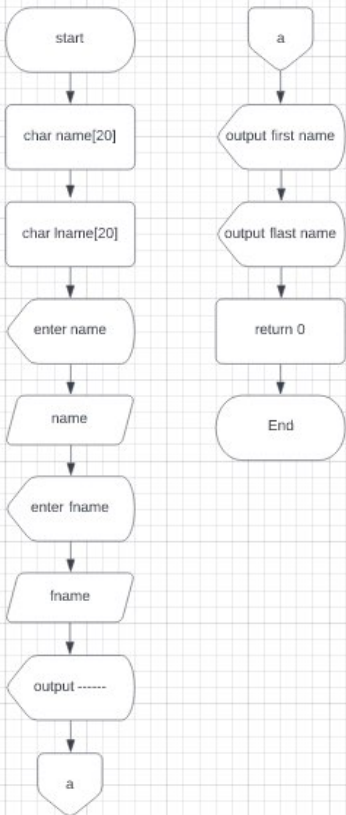 start
char name[20]
char lname[20]
enter name
name
enter fname
fname
output ------
a
a
output first name
output flast name
return 0
End